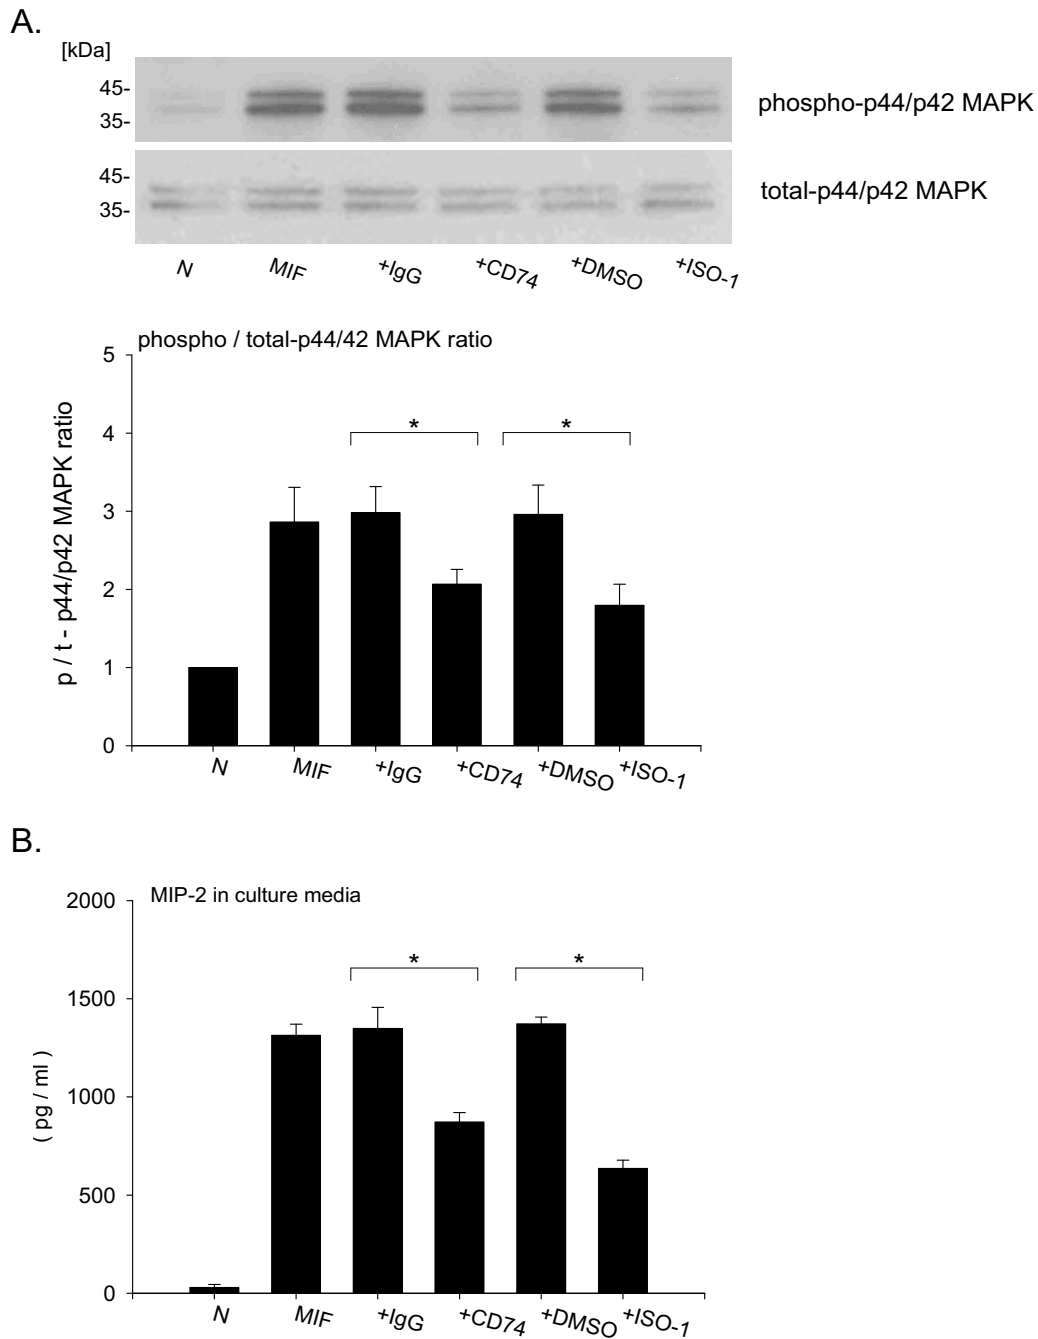 A.
[kDa]
45-
35-
phospho-p44/p42 MAPK
45-
35-
total-p44/p42 MAPK
N MIF +IgG +CD74 +DMSO +ISO-1
phospho / total-p44/42 MAPK ratio
p / t - p44/p42 MAPK ratio
5
4
3
2
1
0
* *
N MIF +IgG +CD74 +DMSO +ISO-1
B.
MIP-2 in culture media
( pg / ml )
2000
1500
1000
500
0
* *
N MIF +IgG +CD74 +DMSO +ISO-1